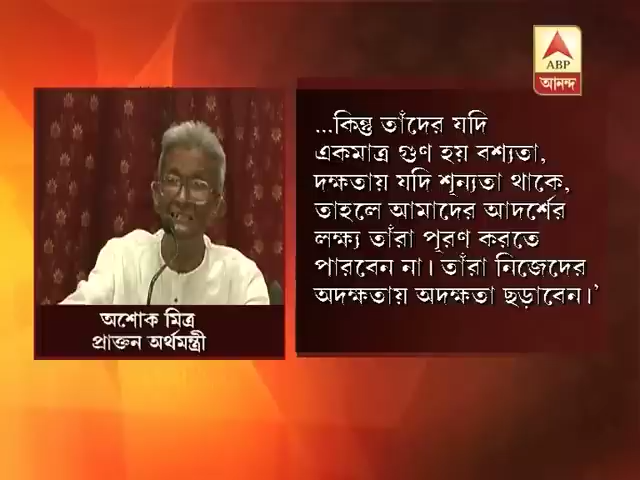 ABP
আনন্দ
...কিন্তু তাঁদের যদি
একমাত্র গুণ হয় বশ্যতা,
দক্ষতায় যদি শূন্যতা থাকে,
তাহলে আমাদের আদর্শের
লক্ষ্য তাঁরা পূরণ করতে
পারবেন না। তাঁরা নিজেদের
অদক্ষতায় অদক্ষতা ছড়াবেন।’
অশোক মিত্র
প্রাক্তন অর্থমন্ত্রী